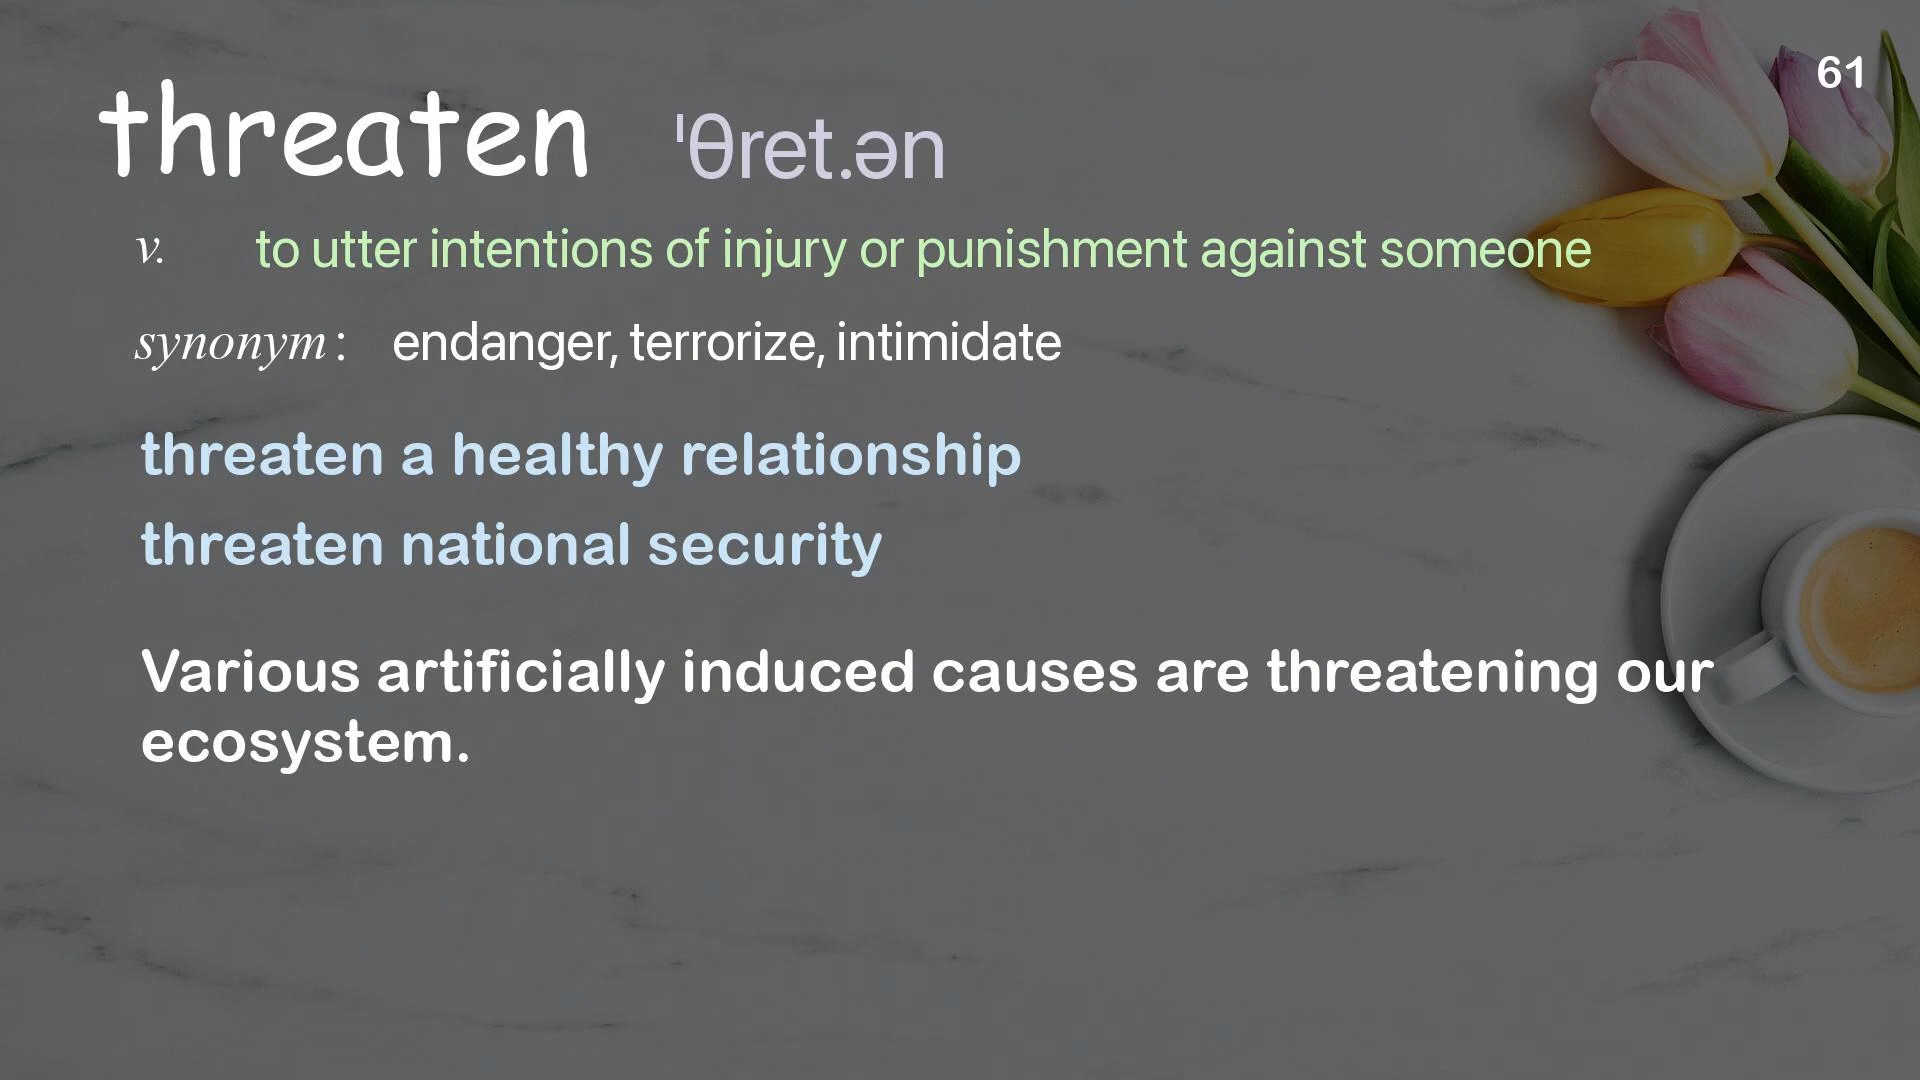 61
threaten ˈθret.ən
v. to utter intentions of injury or punishment against someone
synonym: endanger, terrorize, intimidate
threaten a healthy relationship
threaten national security
Various artificially induced causes are threatening our
ecosystem.